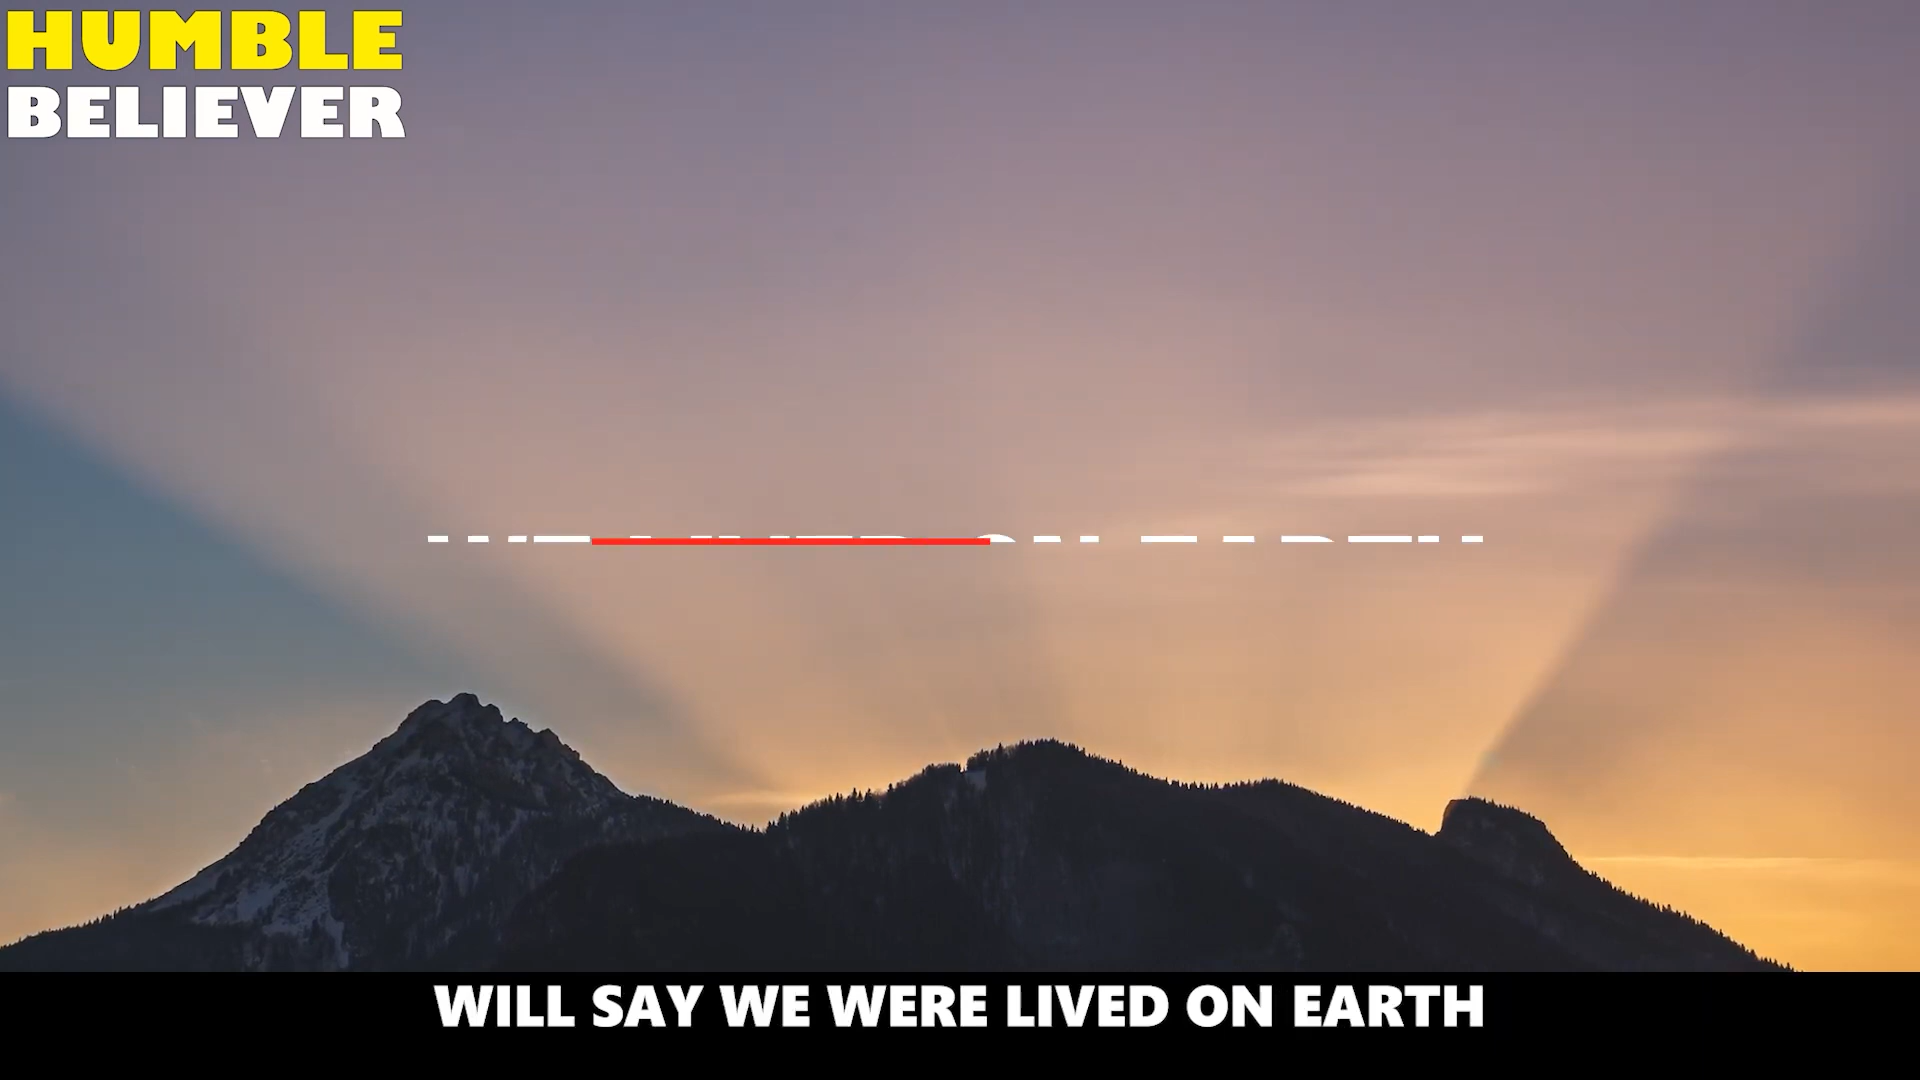 HUMBLE
BELIEVER
WILL SAY WE WERE LIVED ON EARTH